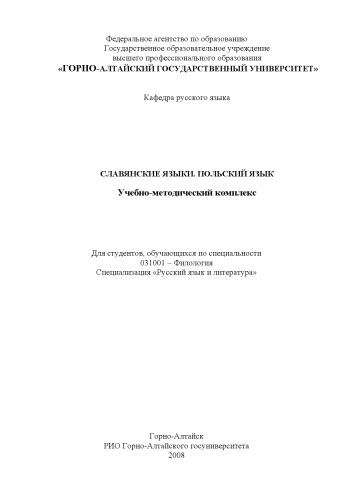 Федеральное агентство по образованию
Государственное образовательное учреждение
высшего профессионального образования
«ГОРНО-АЛТАЙСКИЙ ГОСУДАРСТВЕННЫЙ УНИВЕРСИТЕТ»
Кафедра русского языка
СЛАВЯНСКИЕ ЯЗЫКИ. ПОЛЬСКИЙ ЯЗЫК
Учебно-методический комплекс
Для студентов, обучающихся по специальности
031001 – Филология
Специализация «Русский язык и литература»
Горно-Алтайск
РИО Горно-Алтайского госуниверситета
2008